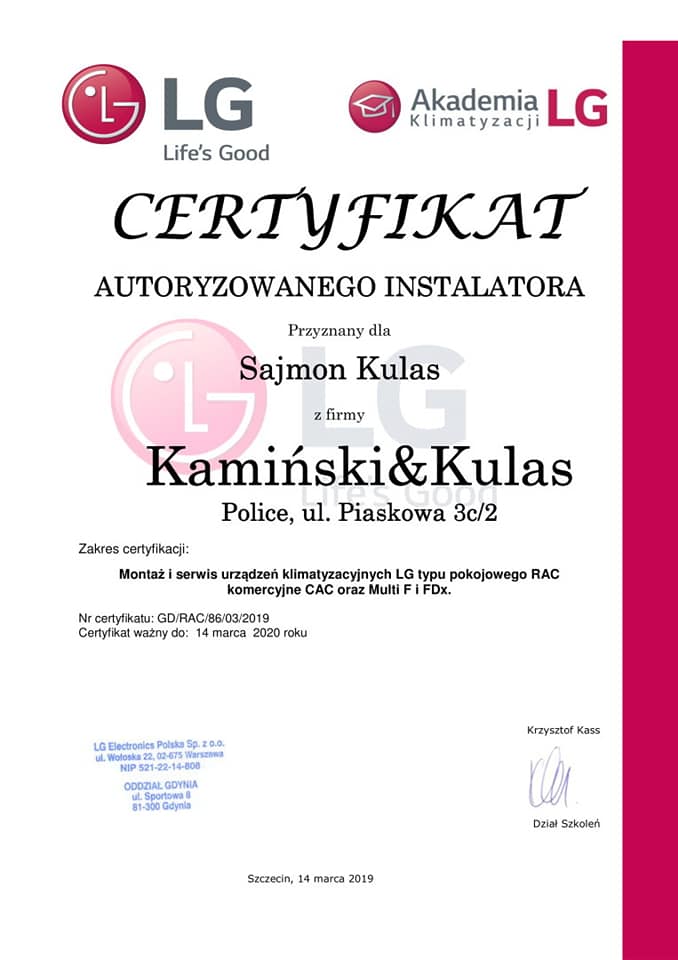 LG
Life's Good
Akademia
Klimatyzacji
LG
CERTYFIKAT
AUTORYZOWANEGO INSTALATORA
Przyznany dla
Sajmon Kulas
z firmy
Kamiński&Kulas
Police, ul. Piaskowa 3c/2
LG
Life's Good
Zakres certyfikacji:
Montaż i serwis urządzeń klimatyzacyjnych LG typu pokojowego RAC
komercyjne CAC oraz Multi F i FDx.
Nr certyfikatu: GD/RAC/86/03/2019
Certyfikat ważny do: 14 marca 2020 roku
LG Electronics Polska Sp. z o.o.
ul. Wołoska 22, 02-675 Warszawa
NIP 521-22-14-808
ODDZIAŁ GDYNIA
ul. Sportowa 8
81-300 Gdynia
Krzysztof Kass
Dział Szkoleń
Szczecin, 14 marca 2019